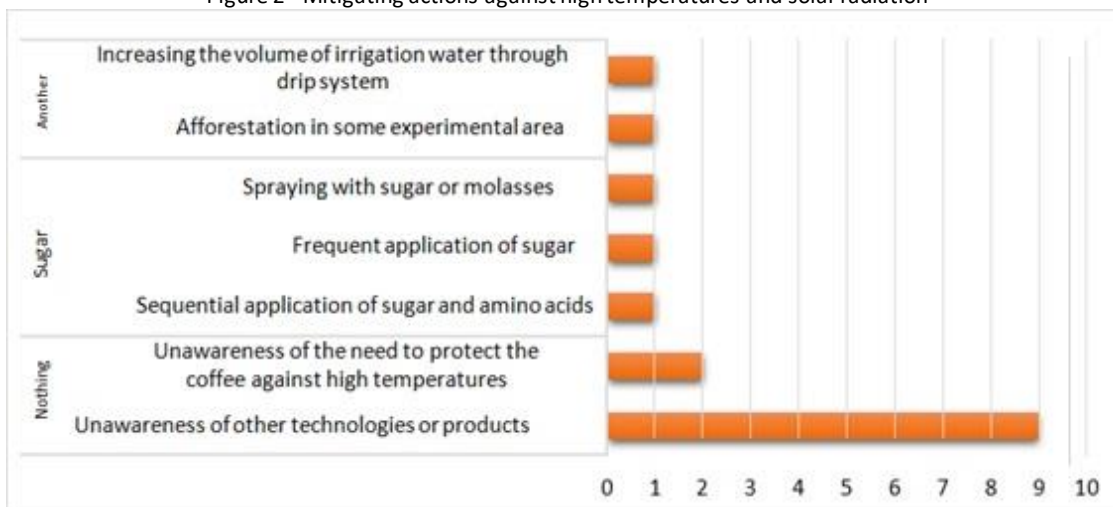 Figure 2 - Mitigating actions against high temperatures and solar radiation
Another
Increasing the volume of irrigation water through
drip system
Afforestation in some experimental area
Sugar
Spraying with sugar or molasses
Frequent application of sugar
Sequential application of sugar and amino acids
Nothing
Unawareness of the need to protect the
coffee against high temperatures
Unawareness of other technologies or products
0 1 2 3 4 5 6 7 8 9 10